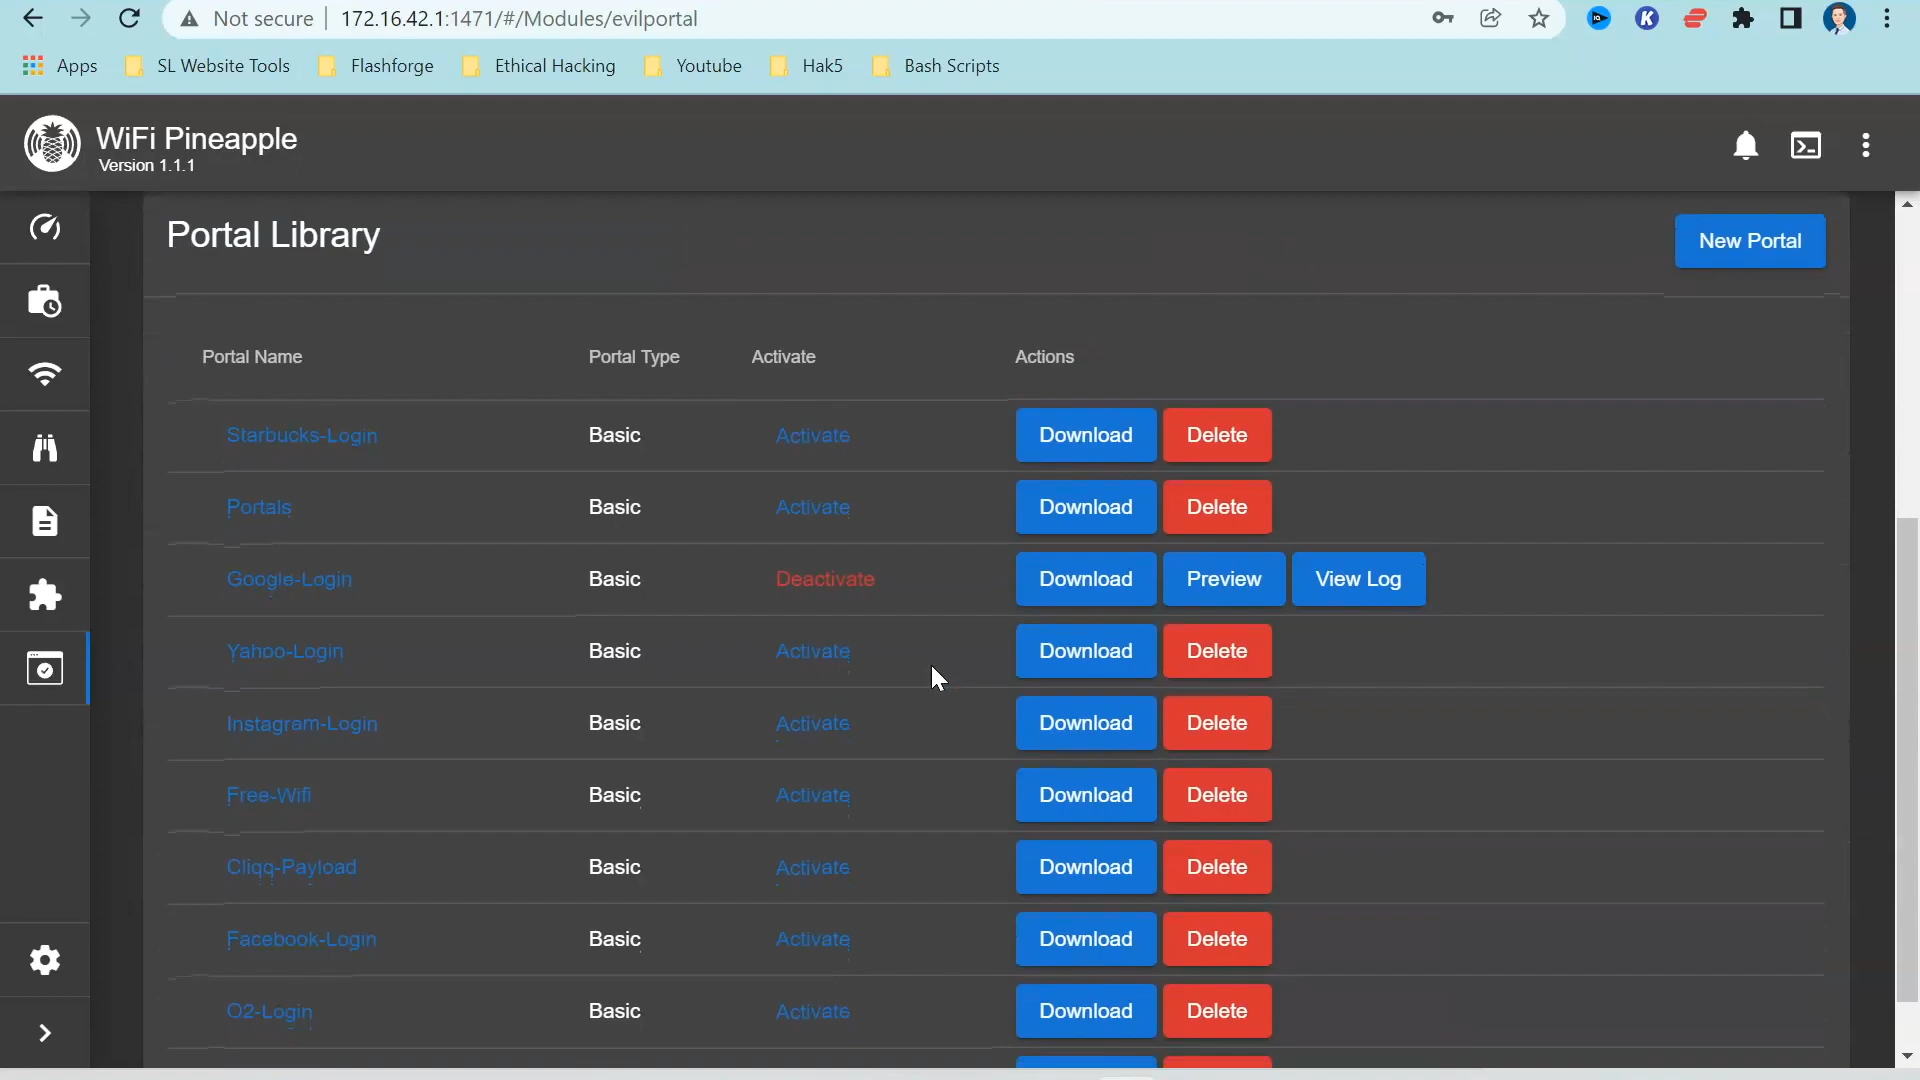 Not secure 172.16.42.1:1471/#/Modules/evilportal
Apps SL Website Tools Flashforge Ethical Hacking Youtube Hak5 Bash Scripts
WiFi Pineapple
Version 1.1.1
Portal Library New Portal
Portal Name Portal Type Activate Actions
Starbucks-Login Basic Activate Download Delete
Portals Basic Activate Download Delete
Google-Login Basic Deactivate Download Preview View Log
Yahoo-Login Basic Activate Download Delete
Instagram-Login Basic Activate Download Delete
Free-Wifi Basic Activate Download Delete
Cliqq-Payload Basic Activate Download Delete
Facebook-Login Basic Activate Download Delete
O2-Login Basic Activate Download Delete